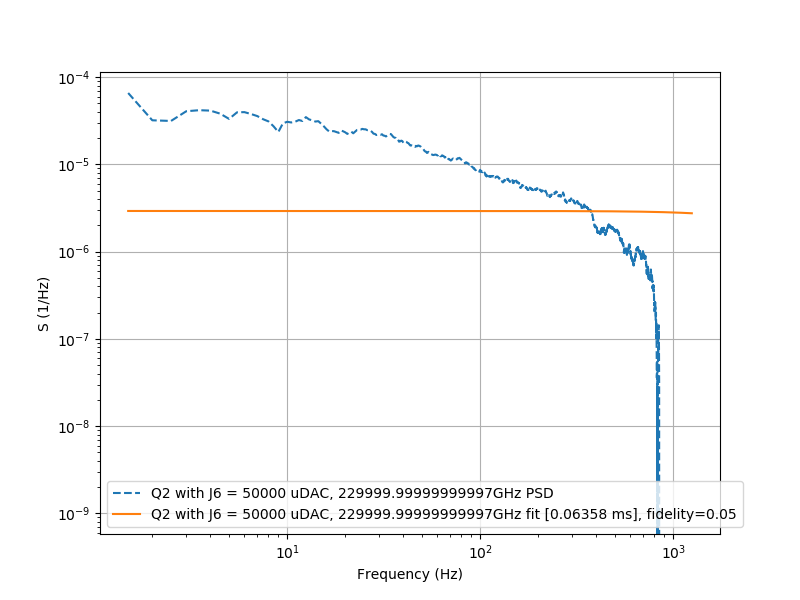 10⁻⁴
10⁻⁵
10⁻⁶
10⁻⁷
10⁻⁸
10⁻⁹
S (1/Hz)
Q2 with J6 = 50000 uDAC, 229999.99999999997GHz PSD
Q2 with J6 = 50000 uDAC, 229999.99999999997GHz fit [0.06358 ms], fidelity=0.05
10¹ 10² 10³
Frequency (Hz)